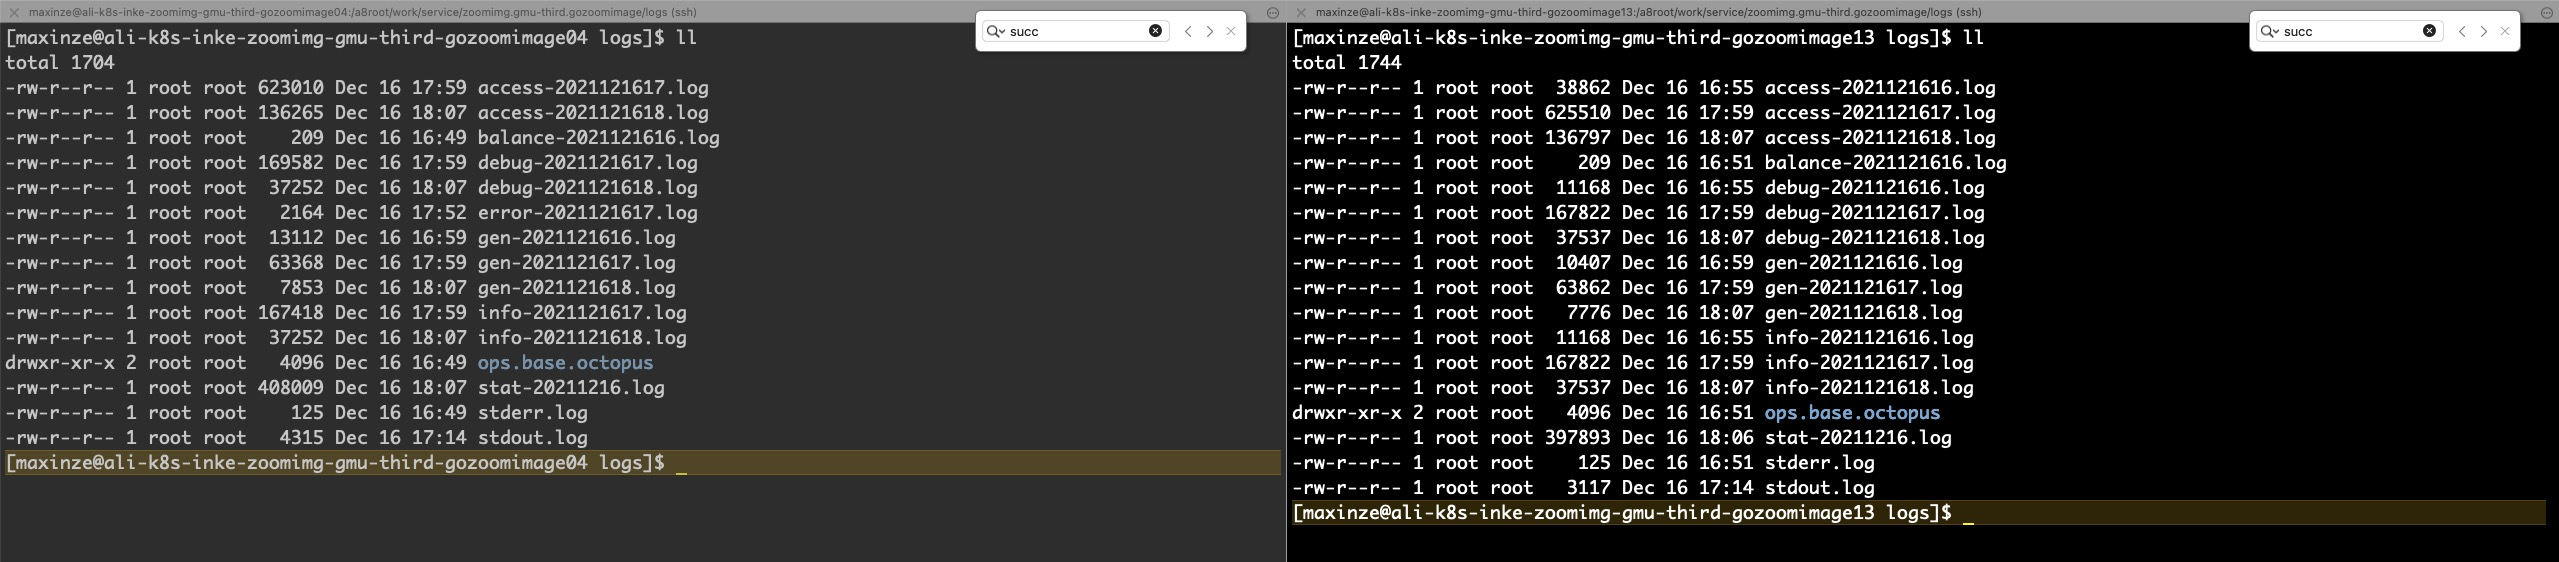 maxinze@ali-k8s-inke-zoomimg-gmu-third-gozoomimage04:/a8root/work/service/zoomimg.gmu-third.gozoomimage/logs (ssh)
succ
[maxinze@ali-k8s-inke-zoomimg-gmu-third-gozoomimage04 logs]$ ll
total 1704
-rw-r--r-- 1 root root 623010 Dec 16 17:59 access-2021121617.log
-rw-r--r-- 1 root root 136265 Dec 16 18:07 access-2021121618.log
-rw-r--r-- 1 root root    209 Dec 16 16:49 balance-2021121616.log
-rw-r--r-- 1 root root 169582 Dec 16 17:59 debug-2021121617.log
-rw-r--r-- 1 root root  37252 Dec 16 18:07 debug-2021121618.log
-rw-r--r-- 1 root root   2164 Dec 16 17:52 error-2021121617.log
-rw-r--r-- 1 root root  13112 Dec 16 16:59 gen-2021121616.log
-rw-r--r-- 1 root root  63368 Dec 16 17:59 gen-2021121617.log
-rw-r--r-- 1 root root   7853 Dec 16 18:07 gen-2021121618.log
-rw-r--r-- 1 root root 167418 Dec 16 17:59 info-2021121617.log
-rw-r--r-- 1 root root  37252 Dec 16 18:07 info-2021121618.log
drwxr-xr-x 2 root root   4096 Dec 16 16:49 ops.base.octopus
-rw-r--r-- 1 root root 408009 Dec 16 18:07 stat-20211216.log
-rw-r--r-- 1 root root    125 Dec 16 16:49 stderr.log
-rw-r--r-- 1 root root   4315 Dec 16 17:14 stdout.log
[maxinze@ali-k8s-inke-zoomimg-gmu-third-gozoomimage04 logs]$
maxinze@ali-k8s-inke-zoomimg-gmu-third-gozoomimage13:/a8root/work/service/zoomimg.gmu-third.gozoomimage/logs (ssh)
succ
[maxinze@ali-k8s-inke-zoomimg-gmu-third-gozoomimage13 logs]$ ll
total 1744
-rw-r--r-- 1 root root  38862 Dec 16 16:55 access-2021121616.log
-rw-r--r-- 1 root root 625510 Dec 16 17:59 access-2021121617.log
-rw-r--r-- 1 root root 136797 Dec 16 18:07 access-2021121618.log
-rw-r--r-- 1 root root    209 Dec 16 16:51 balance-2021121616.log
-rw-r--r-- 1 root root  11168 Dec 16 16:55 debug-2021121616.log
-rw-r--r-- 1 root root 167822 Dec 16 17:59 debug-2021121617.log
-rw-r--r-- 1 root root  37537 Dec 16 18:07 debug-2021121618.log
-rw-r--r-- 1 root root  10407 Dec 16 16:59 gen-2021121616.log
-rw-r--r-- 1 root root  63862 Dec 16 17:59 gen-2021121617.log
-rw-r--r-- 1 root root   7776 Dec 16 18:07 gen-2021121618.log
-rw-r--r-- 1 root root  11168 Dec 16 16:55 info-2021121616.log
-rw-r--r-- 1 root root 167822 Dec 16 17:59 info-2021121617.log
-rw-r--r-- 1 root root  37537 Dec 16 18:07 info-2021121618.log
drwxr-xr-x 2 root root   4096 Dec 16 16:51 ops.base.octopus
-rw-r--r-- 1 root root 397893 Dec 16 18:06 stat-20211216.log
-rw-r--r-- 1 root root    125 Dec 16 16:51 stderr.log
-rw-r--r-- 1 root root   3117 Dec 16 17:14 stdout.log
[maxinze@ali-k8s-inke-zoomimg-gmu-third-gozoomimage13 logs]$